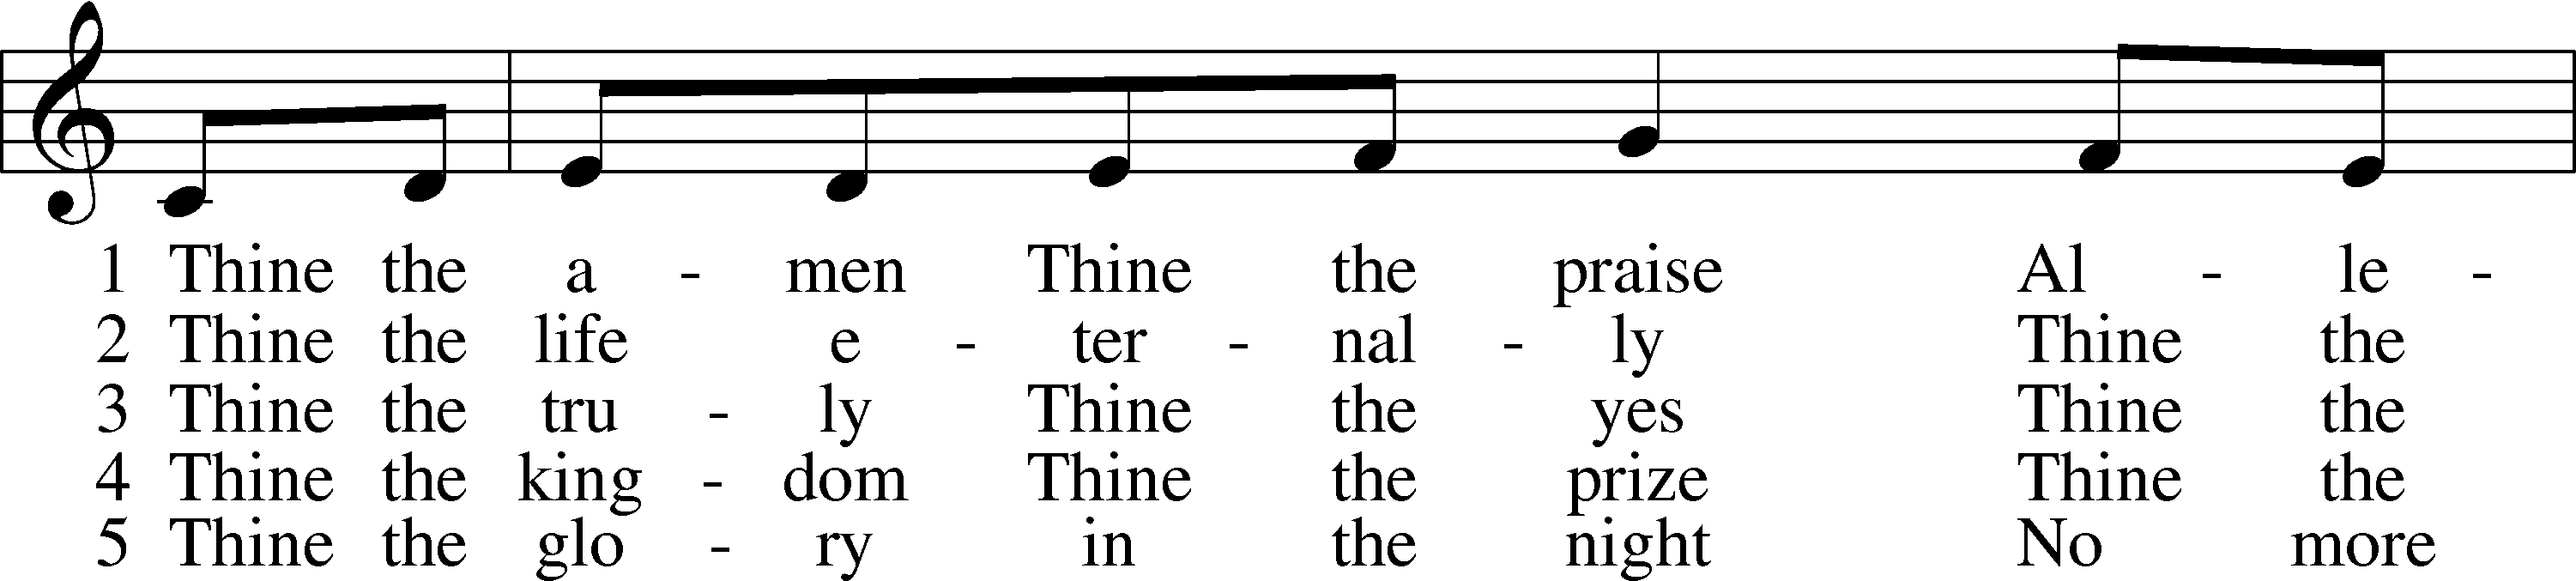 1 Thine the a - men Thine the praise Al - le -
2 Thine the life e - ter - nal - ly Thine the
3 Thine the tru - ly Thine the yes Thine the
4 Thine the king - dom Thine the prize Thine the
5 Thine the glo - ry in the night No more